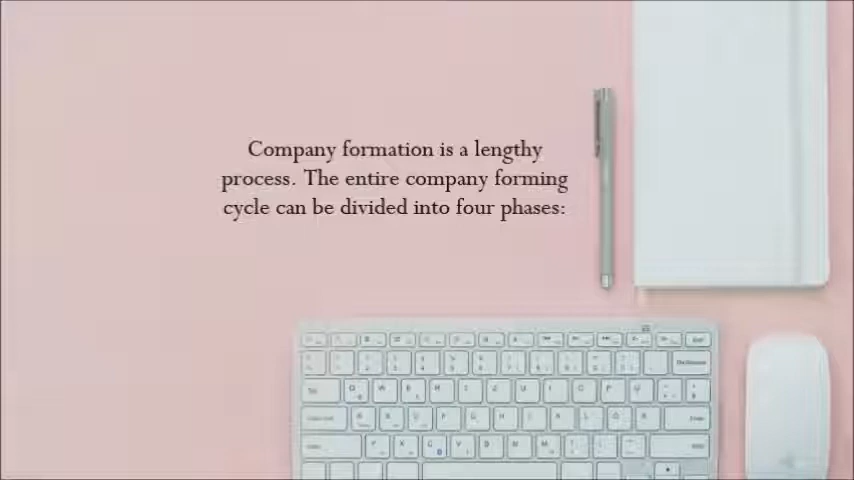 Company formation is a lengthy
process. The entire company forming
cycle can be divided into four phases: